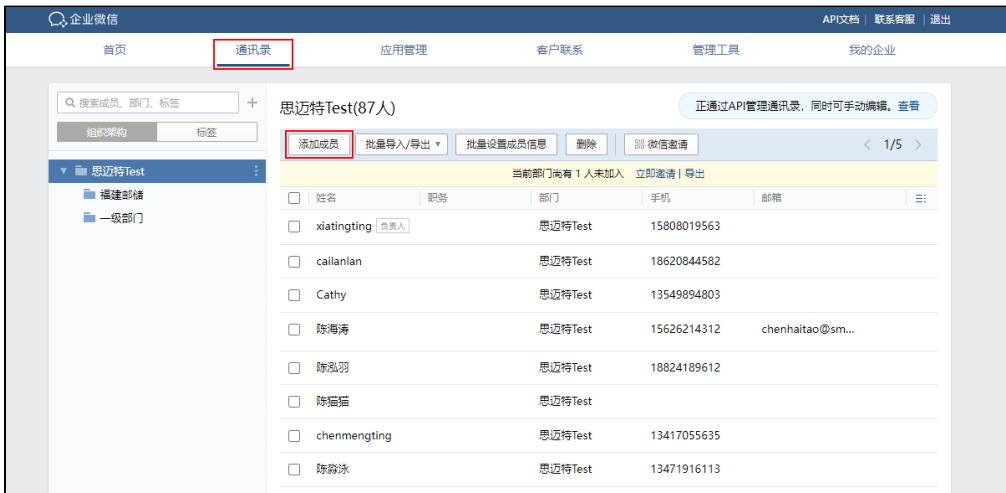 企业微信
API文档 | 联系客服 | 退出
首页 通讯录 应用管理 客户联系 管理工具 我的企业
搜索成员、部门、标签 +
组织架构 标签
思迈特Test
福建邮储
一级部门
思迈特Test(87人)
正通过API管理通讯录，同时可手动编辑。查看
添加成员 批量导入/导出 批量设置成员信息 删除 微信邀请 < 1/5 >
当前部门尚有 1 人未加入 立即邀请 | 导出
姓名 职务 部门 手机 邮箱
xiatingting 负责人 思迈特Test 15808019563
cailanlan 思迈特Test 18620844582
Cathy 思迈特Test 13549894803
陈海涛 思迈特Test 15626214312 chenhaitao@sm...
陈泓羽 思迈特Test 18824189612
陈猫猫 思迈特Test
chenmengting 思迈特Test 13417055635
陈淼泳 思迈特Test 13471916113